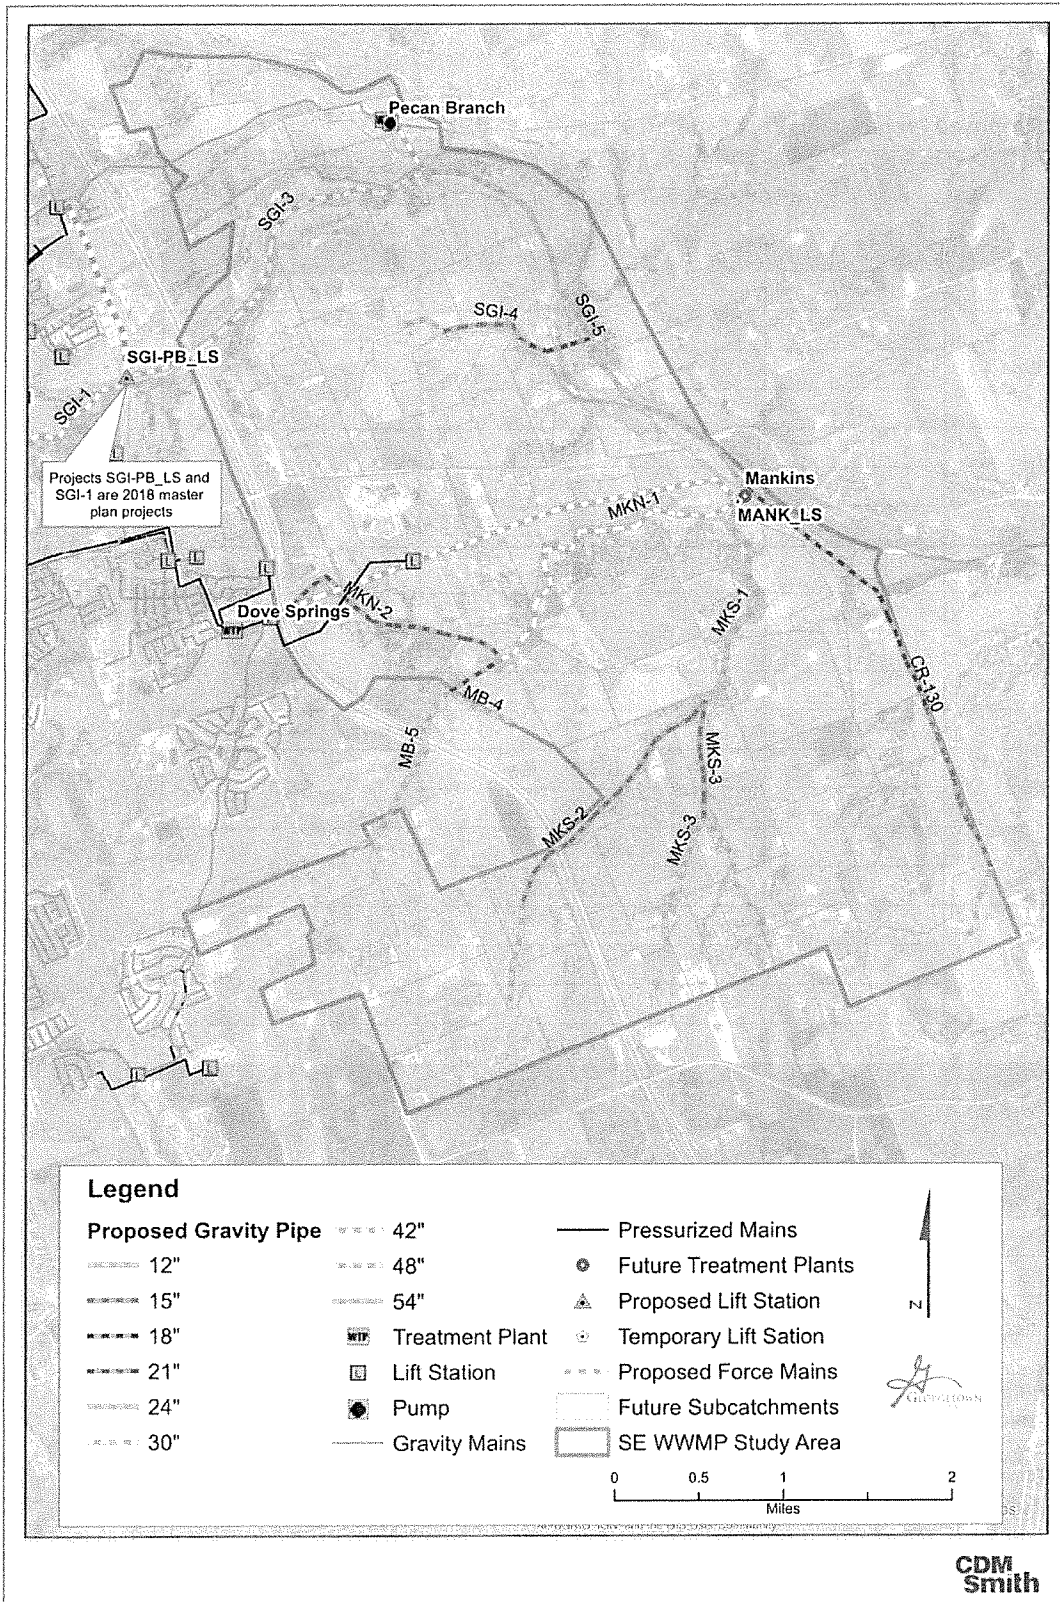 Pecan Branch
SGI-3
SGI-4
SGI-5
SGI-PB_LS
SGI-1
Projects SGI-PB_LS and
SGI-1 are 2018 master
plan projects
Mankins
MANK_LS
MKN-1
MKN-2
Dove Springs
WTP
MKS-1
CR-130
MB-4
MB-5
MKS-3
MKS-2
MKS-3
L
L
L
L
L
L
L
L
L
Legend
Proposed Gravity Pipe
12"
15"
18"
21"
24"
30"
42"
48"
54"
WTP Treatment Plant
L Lift Station
Pump
Gravity Mains
Pressurized Mains
Future Treatment Plants
Proposed Lift Station
Temporary Lift Sation
Proposed Force Mains
Future Subcatchments
SE WWMP Study Area
N
GEORGETOWN
0 0.5 1 2
Miles
CDM
Smith